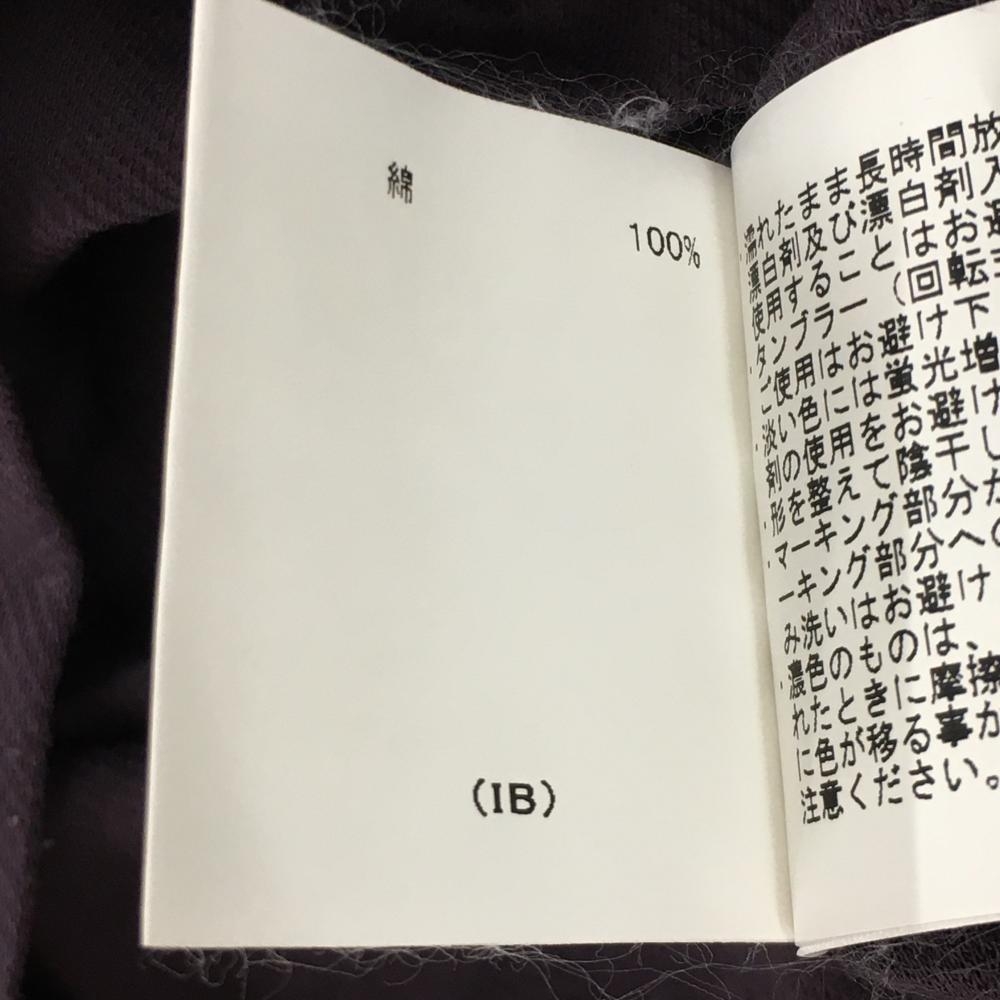 綿
100%
(IB)
・濡れたまま長時間放
漂白剤及び漂白剤入
使用することはお避
・タンブラー(回転
ご使用はお避け下
・淡い色には蛍光増
剤の使用をお避け
・形を整えて陰干し
・マーキング部分が
ーキング部分への
み洗いはお避け
・濃色のものは、
れたときに摩擦
に色が移る事が
注意ください。